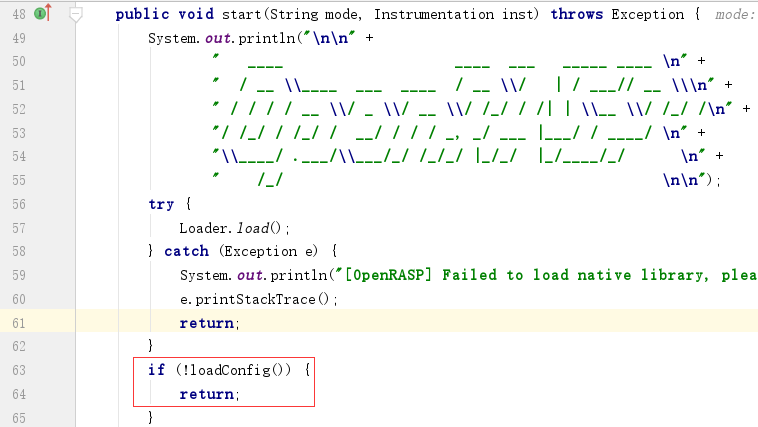 48 public void start(String mode, Instrumentation inst) throws Exception { mode:
49 System.out.println("\n\n" +
50 "   ____                      ____  ___   _____ ____ \n" +
51 "  / __ \\____  ___  ____   / __ \\/   | / ___// __ \\\n" +
52 " / / / / __ \\/ _ \\/ __ \\/ /_/ / /| | \\__ \\/ /_/ /\n" +
53 "/ /_/ / /_/ /  __/ / / / _, _/ ___ |___/ / ____/ \n" +
54 "\\____/ .___/\\___/_/ /_/_/ |_/_/  |_/____/_/       \n" +
55 "    /_/                                                \n\n");
56 try {
57 Loader.load();
58 } catch (Exception e) {
59 System.out.println("[OpenRASP] Failed to load native library, plea
60 e.printStackTrace();
61 return;
62 }
63 if (!loadConfig()) {
64 return;
65 }